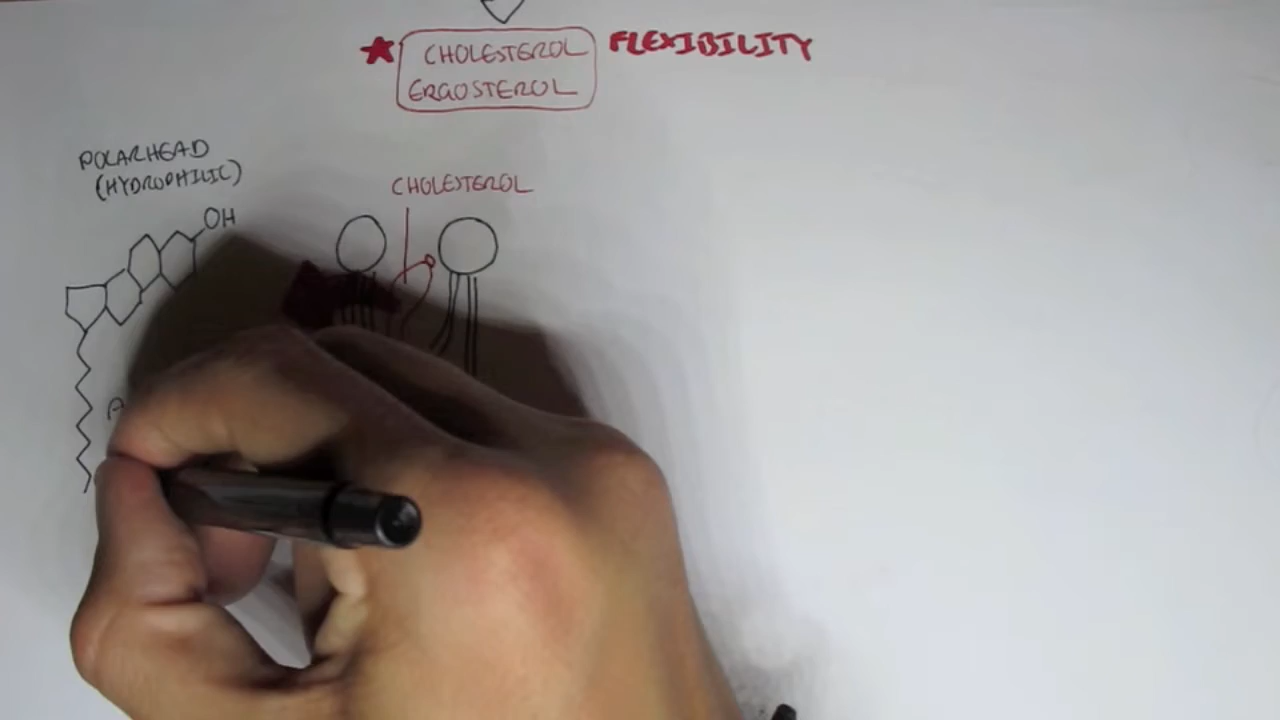 ★ CHOLESTEROL FLEXIBILITY
ERGOSTEROL
POLARHEAD
(HYDROPHILIC)
CHOLESTEROL
OH
A